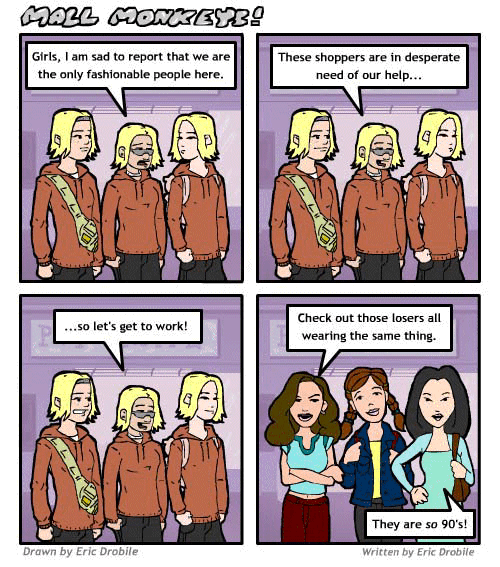 MALL MONKEYS!
Girls, I am sad to report that we are
the only fashionable people here.
These shoppers are in desperate
need of our help...
...so let's get to work!
Check out those losers all
wearing the same thing.
They are so 90's!
Drawn by Eric Drobile
Written by Eric Drobile